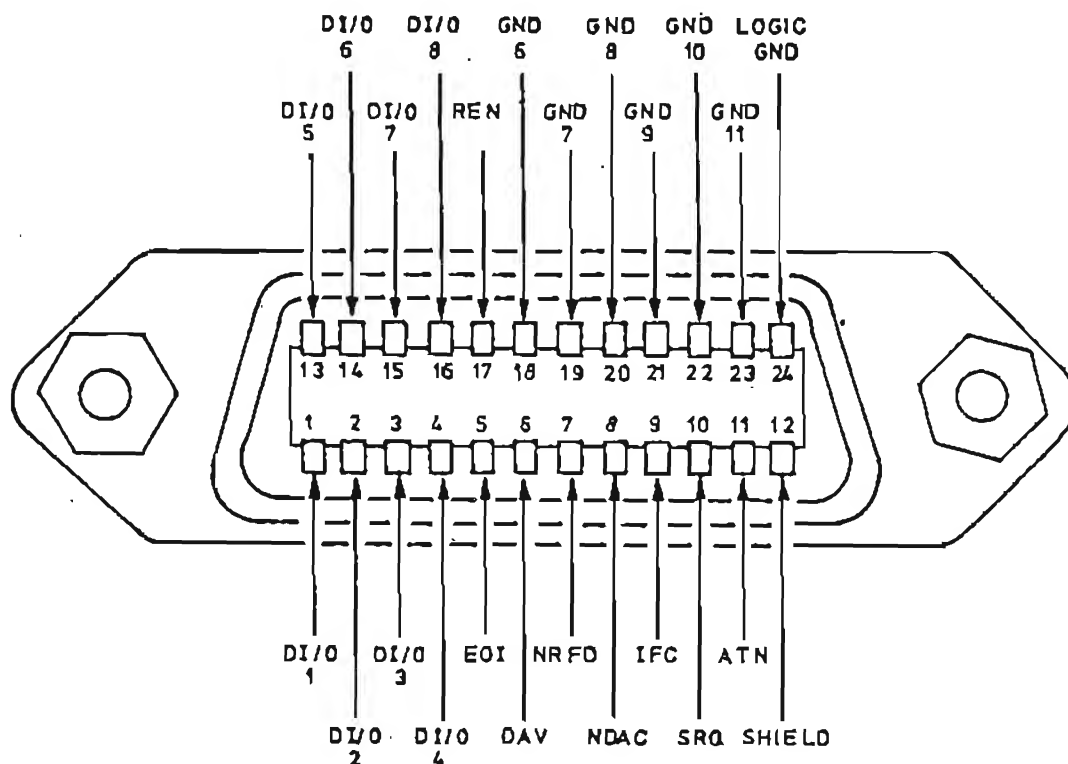 DI/O DI/O GND GND GND LOGIC
6 8 6 8 10 GND
DI/O DI/O REN GND GND GND
5 7 7 9 11
13 14 15 16 17 18 19 20 21 22 23 24
1 2 3 4 5 6 7 8 9 10 11 12
DI/O DI/O EOI NRFD IFC ATN
1 3
DI/O DI/O DAV NDAC SRQ SHIELD
2 4